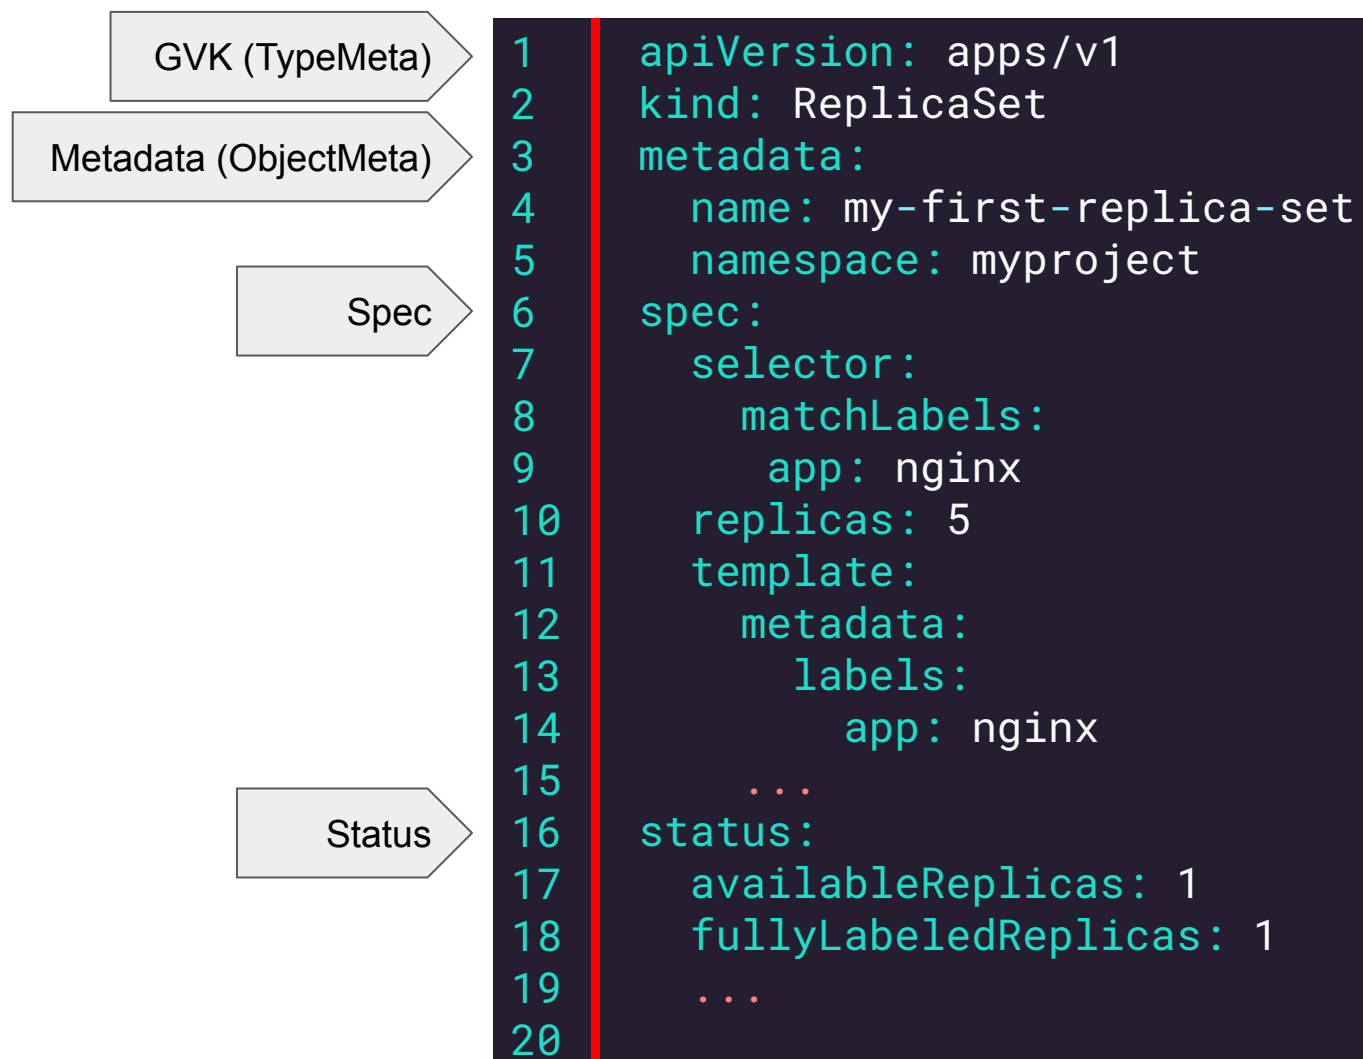 GVK (TypeMeta)
Metadata (ObjectMeta)
Spec
Status
1 apiVersion: apps/v1
2 kind: ReplicaSet
3 metadata:
4   name: my-first-replica-set
5   namespace: myproject
6 spec:
7   selector:
8     matchLabels:
9      app: nginx
10   replicas: 5
11   template:
12     metadata:
13       labels:
14         app: nginx
15     ...
16 status:
17   availableReplicas: 1
18   fullyLabeledReplicas: 1
19   ...
20